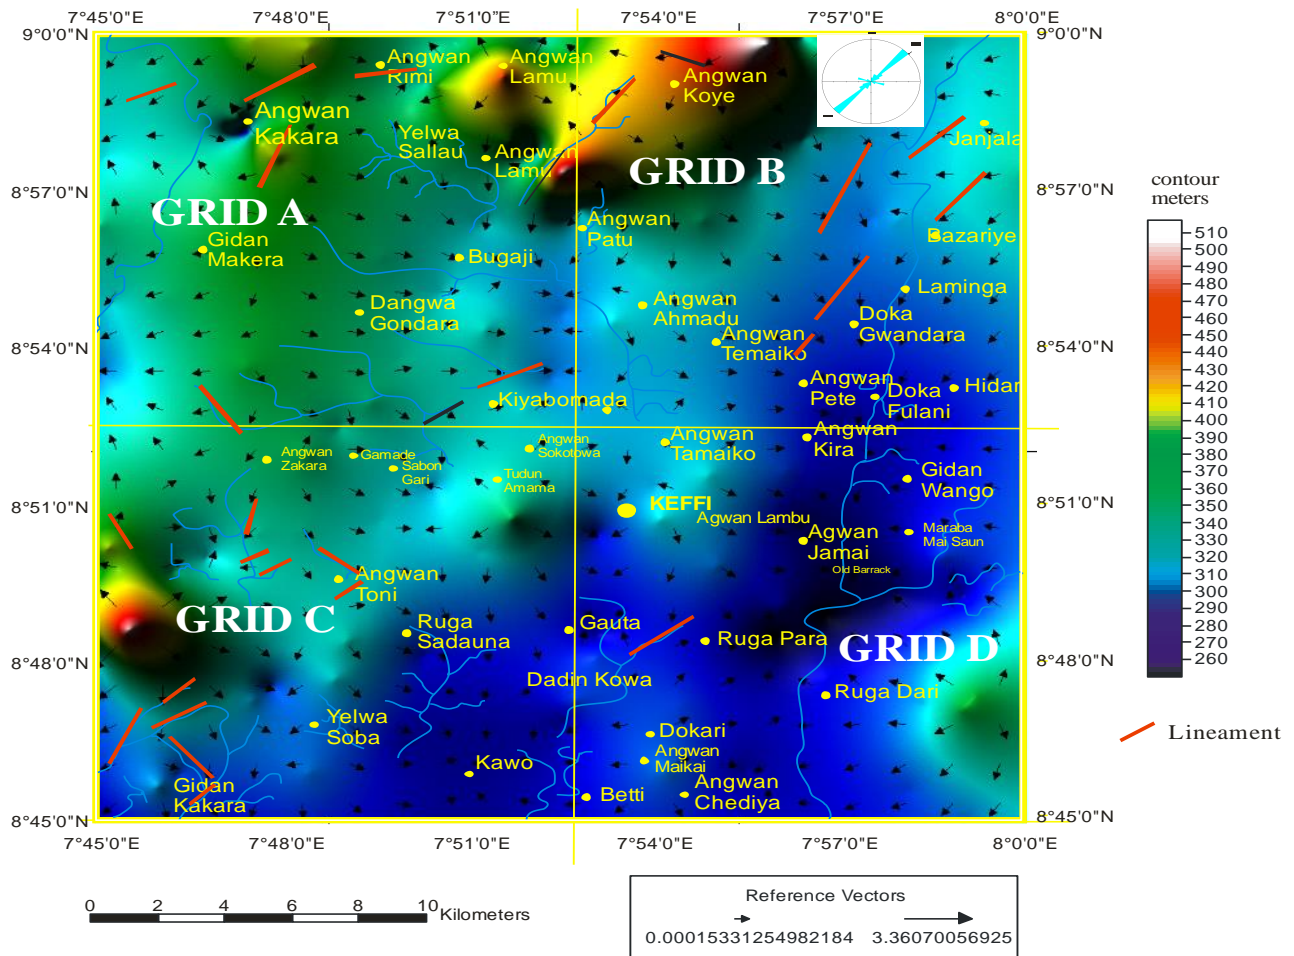 7°45'0"E 7°48'0"E 7°51'0"E 7°54'0"E 7°57'0"E 8°0'0"E
9°0'0"N
9°0'0"N
Angwan
Rimi
Angwan
Lamu
Angwan
Koye
Angwan
Kakara
Yelwa
Sallau
Angwan
Lamu
Janjala
GRID B
8°57'0"N
8°57'0"N
GRID A
Gidan
Makera
Bugaji
Angwan
Patu
Bazariye
Dangwa
Gondara
Angwan
Ahmadu
Angwan
Temaiko
Laminga
Doka
Gwandara
8°54'0"N
8°54'0"N
Kiyabomada
Angwan
Pete
Doka
Fulani
Hidar
Angwan
Zakara
Gamade
Sabon
Gari
Angwan
Sokotowa
Tudun
Amama
Angwan
Tamaiko
Angwan
Kira
Gidan
Wango
8°51'0"N
8°51'0"N
KEFFI
Agwan Lambu
Agwan
Jamai
Old Barrack
Maraba
Mai Saun
Angwan
Toni
GRID C
Ruga
Sadauna
Gauta
Ruga Para
GRID D
8°48'0"N
8°48'0"N
Dadin Kowa
Ruga Dari
Yelwa
Soba
Dokari
Angwan
Maikai
Kawo
Gidan
Kakara
Betti
Angwan
Chediya
8°45'0"N
8°45'0"N
7°45'0"E 7°48'0"E 7°51'0"E 7°54'0"E 7°57'0"E 8°0'0"E
contour
meters
510
500
490
480
470
460
450
440
430
420
410
400
390
380
370
360
350
340
330
320
310
300
290
280
270
260
Lineament
0 2 4 6 8 10
Kilometers
Reference Vectors
0.00015331254982184 3.36070056925